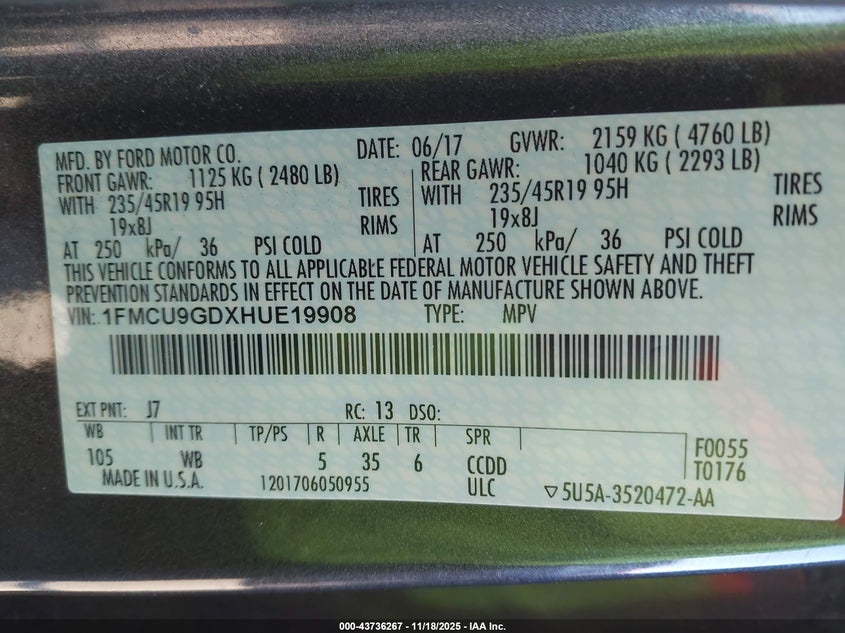 MFD. BY FORD MOTOR CO. DATE: 06/17 GVWR: 2159 KG ( 4760 LB)
FRONT GAWR: 1125 KG ( 2480 LB) REAR GAWR: 1040 KG ( 2293 LB)
WITH 235/45R19 95H TIRES WITH 235/45R19 95H TIRES
19x8J RIMS 19x8J RIMS
AT 250 kPa/ 36 PSI COLD AT 250 kPa/ 36 PSI COLD
THIS VEHICLE CONFORMS TO ALL APPLICABLE FEDERAL MOTOR VEHICLE SAFETY AND THEFT
PREVENTION STANDARDS IN EFFECT ON THE DATE OF MANUFACTURE SHOWN ABOVE.
VIN: 1FMCU9GDXHUE19908 TYPE: MPV
EXT PNT: J7 RC: 13 DSO:
WB INT TR TP/PS R AXLE TR SPR F0055
105 WB 5 35 6 CCDD T0176
MADE IN U.S.A. 1201706050955 ULC ▽5U5A-3520472-AA
000-43736267 - 11/18/2025 - IAA Inc.